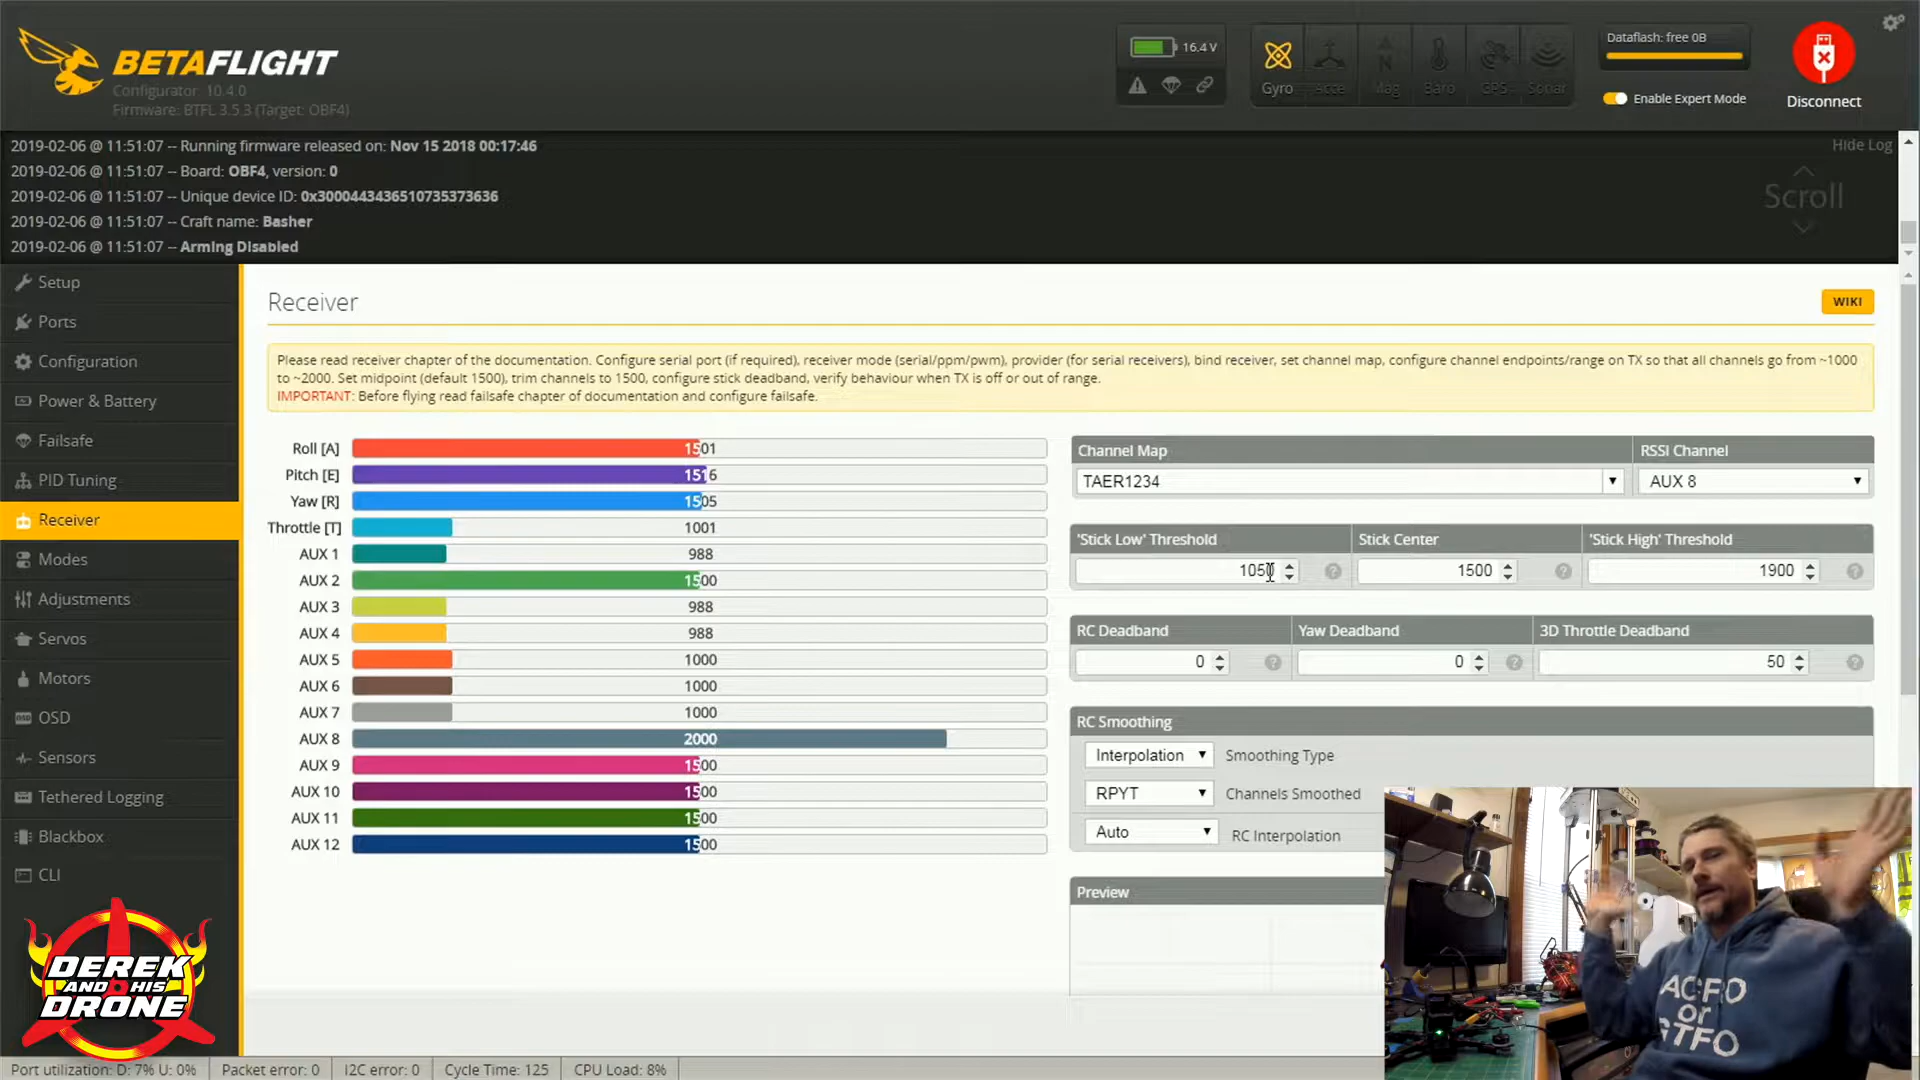 BETAFLIGHT
Configurator 10.4.0
Firmware: BTFL 3.5.3 (Target: OBF4)
16.4 V
Gyro
Acce
Mag
Baro
GPS
Sonar
Dataflash: free 0B
Enable Expert Mode
Disconnect
2019-02-06 @ 11:51:07 -- Running firmware released on: Nov 15 2018 00:17:46
2019-02-06 @ 11:51:07 -- Board: OBF4, version: 0
2019-02-06 @ 11:51:07 -- Unique device ID: 0x3000443436510735373636
2019-02-06 @ 11:51:07 -- Craft name: Basher
2019-02-06 @ 11:51:07 -- Arming Disabled
Hide Log
Scroll
Setup
Ports
Configuration
Power & Battery
Failsafe
PID Tuning
Receiver
Modes
Adjustments
Servos
Motors
OSD
Sensors
Tethered Logging
Blackbox
CLI
DEREK
AND HIS
DRONE
Receiver
WIKI
Please read receiver chapter of the documentation. Configure serial port (if required), receiver mode (serial/ppm/pwm), provider (for serial receivers), bind receiver, set channel map, configure channel endpoints/range on TX so that all channels go from ~1000
to ~2000. Set midpoint (default 1500), trim channels to 1500, configure stick deadband, verify behaviour when TX is off or out of range.
IMPORTANT: Before flying read failsafe chapter of documentation and configure failsafe.
Roll [A] 1501
Pitch [E] 1516
Yaw [R] 1505
Throttle [T] 1001
AUX 1 988
AUX 2 1500
AUX 3 988
AUX 4 988
AUX 5 1000
AUX 6 1000
AUX 7 1000
AUX 8 2000
AUX 9 1500
AUX 10 1500
AUX 11 1500
AUX 12 1500
Channel Map RSSI Channel
TAER1234 AUX 8
'Stick Low' Threshold Stick Center 'Stick High' Threshold
1050 1500 1900
RC Deadband Yaw Deadband 3D Throttle Deadband
0 0 50
RC Smoothing
Interpolation Smoothing Type
RPYT Channels Smoothed
Auto RC Interpolation
Preview
or
GTFO
Port utilization: D: 7% U: 0% Packet error: 0 I2C error: 0 Cycle Time: 125 CPU Load: 8%